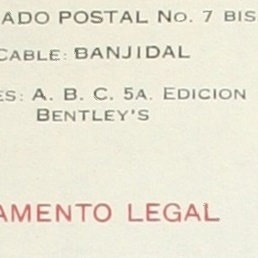 ADO POSTAL No. 7 BIS
CABLE: BANJIDAL
ES: A. B. C. 5A. EDICION
BENTLEY'S
AMENTO LEGAL